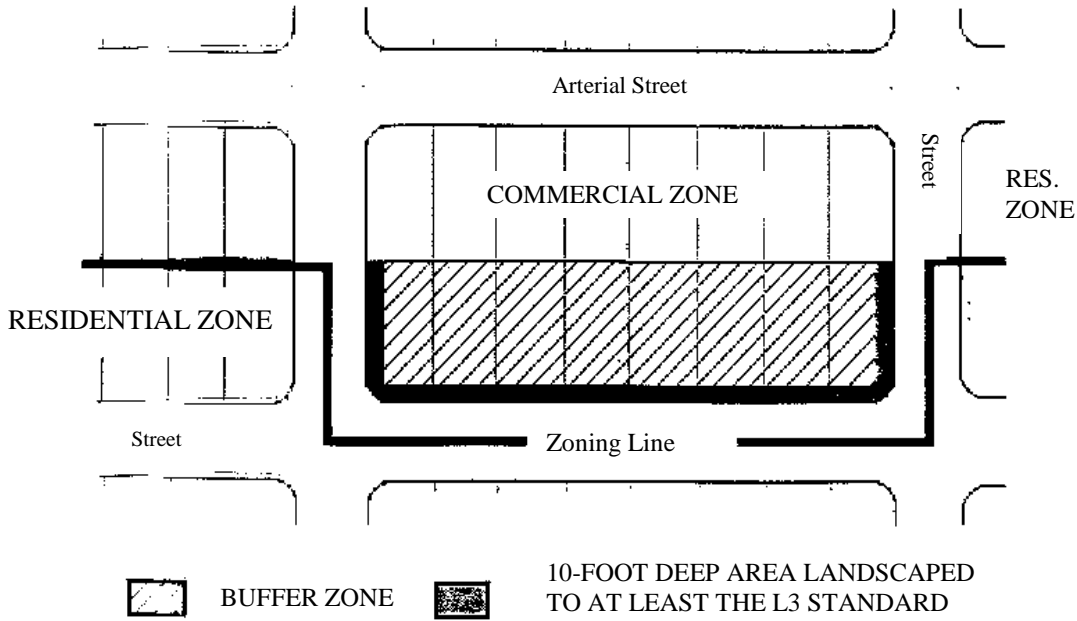 Arterial Street
Street
COMMERCIAL ZONE
RES.
ZONE
RESIDENTIAL ZONE
Street
Zoning Line
BUFFER ZONE
10-FOOT DEEP AREA LANDSCAPED
TO AT LEAST THE L3 STANDARD